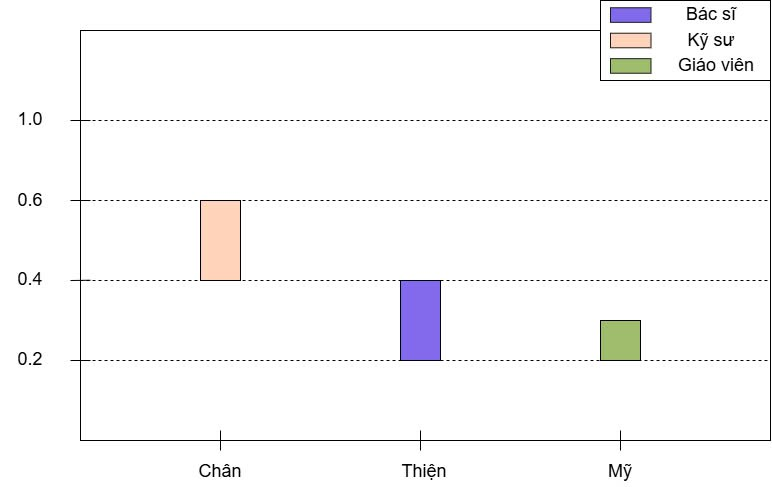 Bác sĩ
Kỹ sư
Giáo viên
1.0
0.6
0.4
0.2
Chân
Thiện
Mỹ